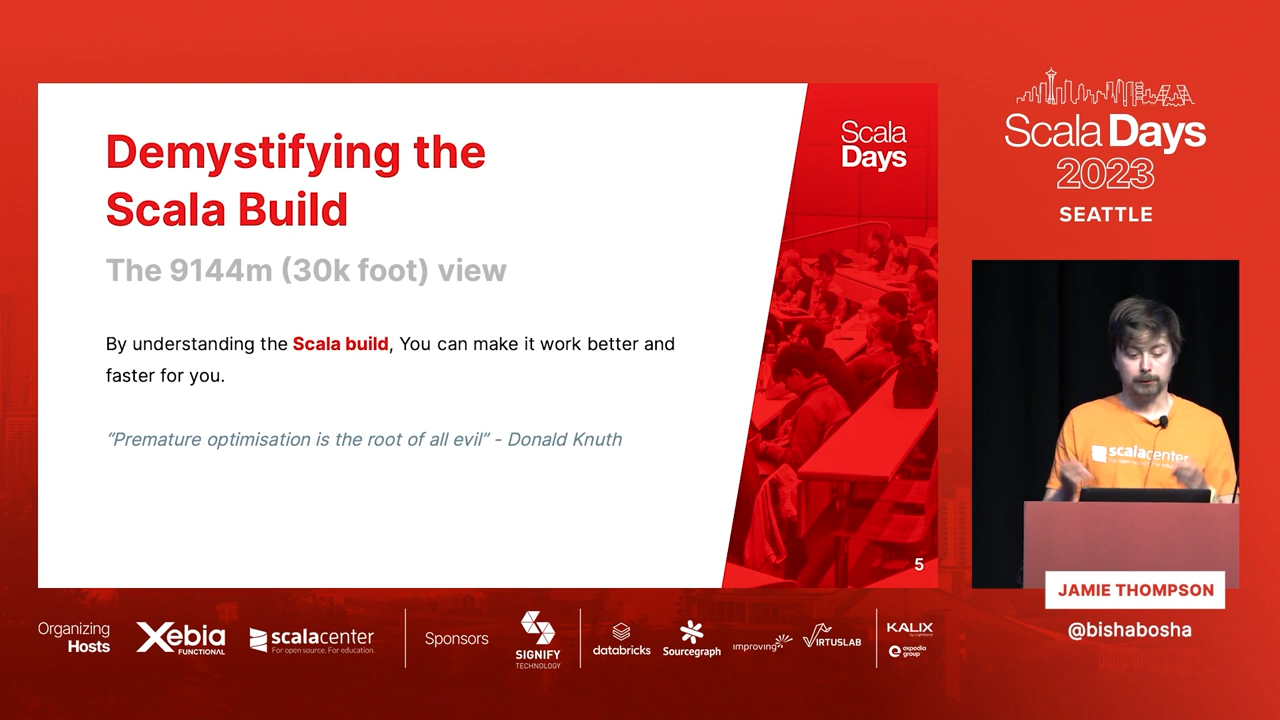 Demystifying the
Scala Build
The 9144m (30k foot) view
By understanding the Scala build, You can make it work better and
faster for you.
“Premature optimisation is the root of all evil” - Donald Knuth
Scala
Days
5
Scala Days
2023
SEATTLE
scalacenter
JAMIE THOMPSON
@bishabosha
Organizing
Hosts
Xebia
FUNCTIONAL
scalacenter
For open source. For education.
Sponsors
SIGNIFY
TECHNOLOGY
databricks
Sourcegraph
improving
VIRTUSLAB
KALIX
by Lightbend
expedia
group